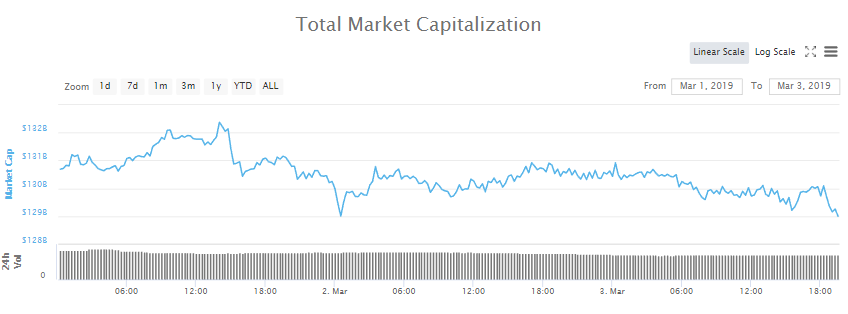 Total Market Capitalization
Linear Scale Log Scale
Zoom 1d 7d 1m 3m 1y YTD ALL From Mar 1, 2019 To Mar 3, 2019
Market Cap
$132B
$131B
$130B
$129B
$128B
24h Vol
0
06:00 12:00 18:00 2. Mar 06:00 12:00 18:00 3. Mar 06:00 12:00 18:00